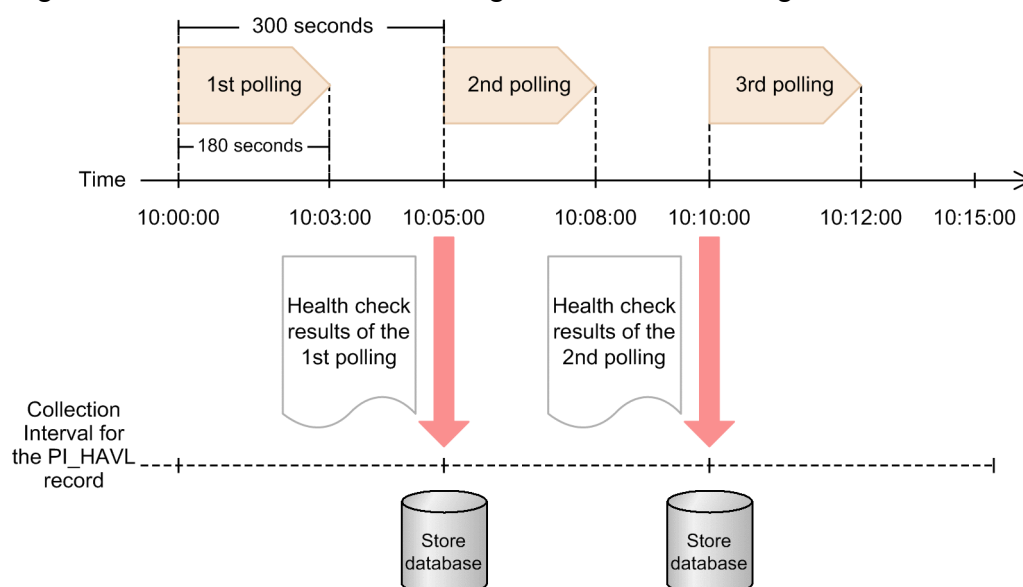 300 seconds
1st polling
2nd polling
3rd polling
180 seconds
Time
10:00:00
10:03:00
10:05:00
10:08:00
10:10:00
10:12:00
10:15:00
Health check
results of the
1st polling
Health check
results of the
2nd polling
Collection
Interval for
the PI_HAVL
record
Store
database
Store
database